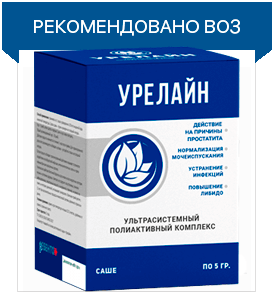 РЕКОМЕНДОВАНО ВОЗ
УРЕЛАЙН
ДЕЙСТВИЕ
НА ПРИЧИНЫ
ПРОСТАТИТА
НОРМАЛИЗАЦИЯ
МОЧЕИСПУСКАНИЯ
УСТРАНЕНИЕ
ИНФЕКЦИЙ
ПОВЫШЕНИЕ
ЛИБИДО
УЛЬТРАСИСТЕМНЫЙ
ПОЛИАКТИВНЫЙ КОМПЛЕКС
САШЕ
ПО 5 ГР.